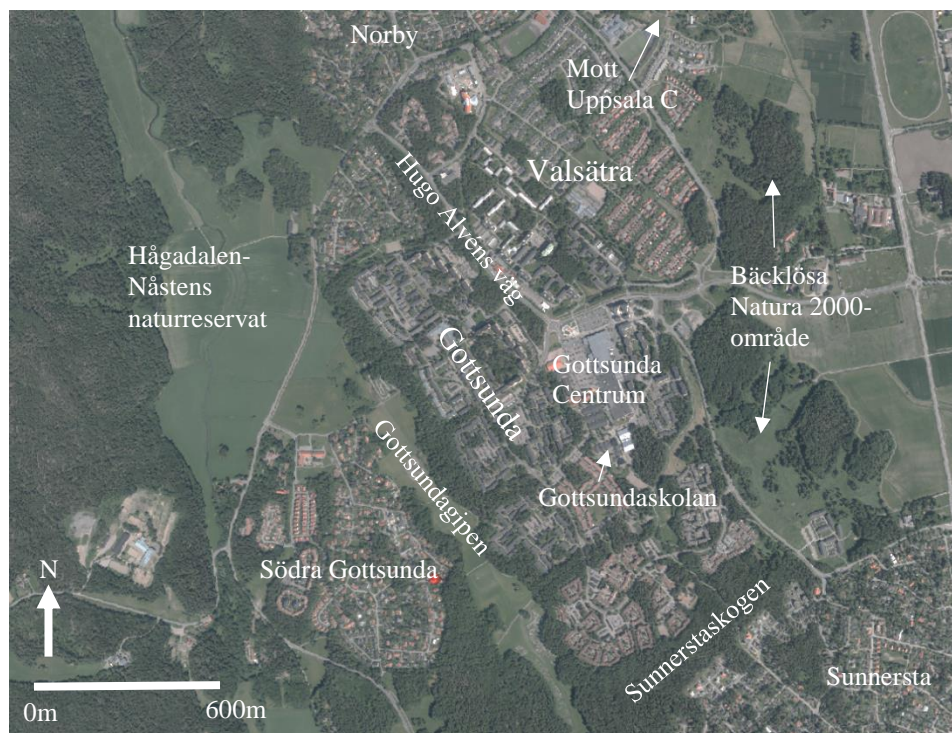 Norby
Mott
Uppsala C
Valsätra
Hugo Alvéns väg
Hågadalen-
Nåstens
naturreservat
Bäcklösa
Natura 2000-
område
Gottsunda
Gottsunda
Centrum
Gottsundagipen
Gottsundaskolan
Södra Gottsunda
N
Sunnerstaskogen
Sunnersta
0m
600m